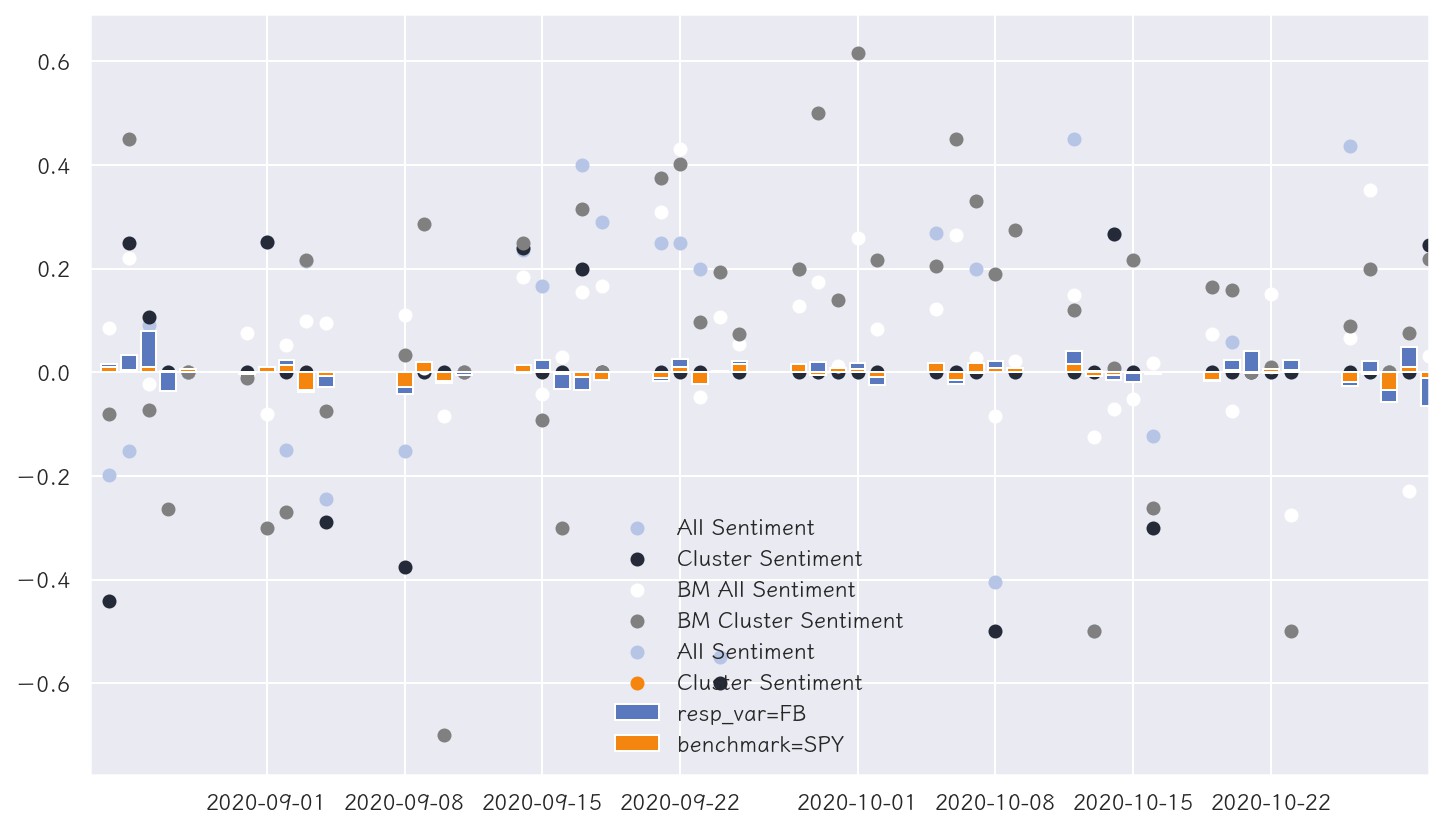 0.6
0.4
0.2
0.0
−0.2
−0.4
−0.6
All Sentiment
Cluster Sentiment
BM All Sentiment
BM Cluster Sentiment
All Sentiment
Cluster Sentiment
resp_var=FB
benchmark=SPY
2020-09-01 2020-09-08 2020-09-15 2020-09-22 2020-10-01 2020-10-08 2020-10-15 2020-10-22